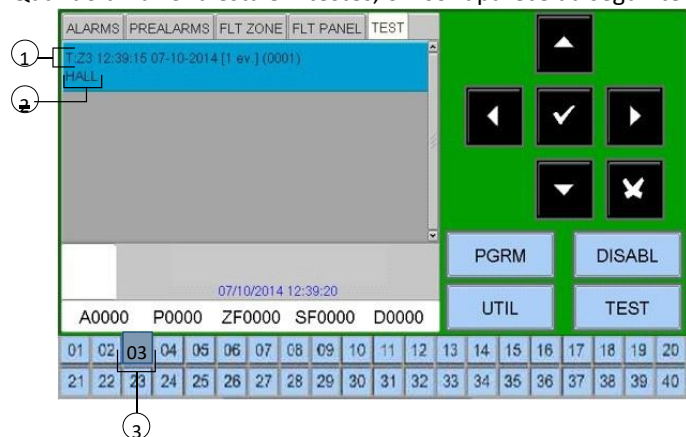 ALARMS PREALARMS FLT ZONE FLT PANEL TEST
1
T:Z3 12:39:15 07-10-2014 [1 ev.] (0001)
HALL
2
PGRM DISABL
07/10/2014 12:39:20
UTIL TEST
A0000 P0000 ZF0000 SF0000 D0000
01 02 03 04 05 06 07 08 09 10 11 12 13 14 15 16 17 18 19 20
21 22 23 24 25 26 27 28 29 30 31 32 33 34 35 36 37 38 39 40
3